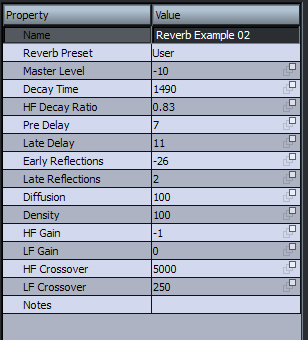 Property Value
Name Reverb Example 02
Reverb Preset User
Master Level -10
Decay Time 1490
HF Decay Ratio 0.83
Pre Delay 7
Late Delay 11
Early Reflections -26
Late Reflections 2
Diffusion 100
Density 100
HF Gain -1
LF Gain 0
HF Crossover 5000
LF Crossover 250
Notes